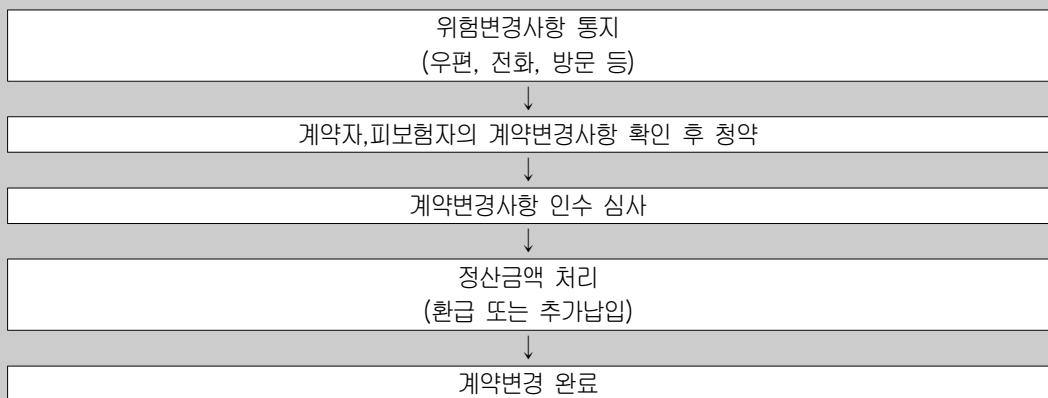 위험변경사항 통지
(우편, 전화, 방문 등)
↓
계약자,피보험자의 계약변경사항 확인 후 청약
↓
계약변경사항 인수 심사
↓
정산금액 처리
(환급 또는 추가납입)
↓
계약변경 완료